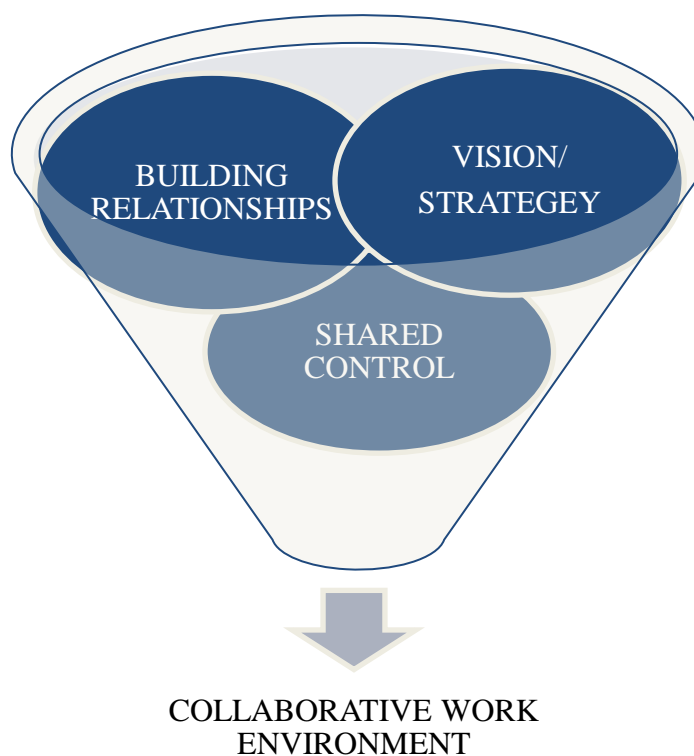 BUILDING
RELATIONSHIPS
VISION/
STRATEGEY
SHARED
CONTROL
COLLABORATIVE WORK
ENVIRONMENT